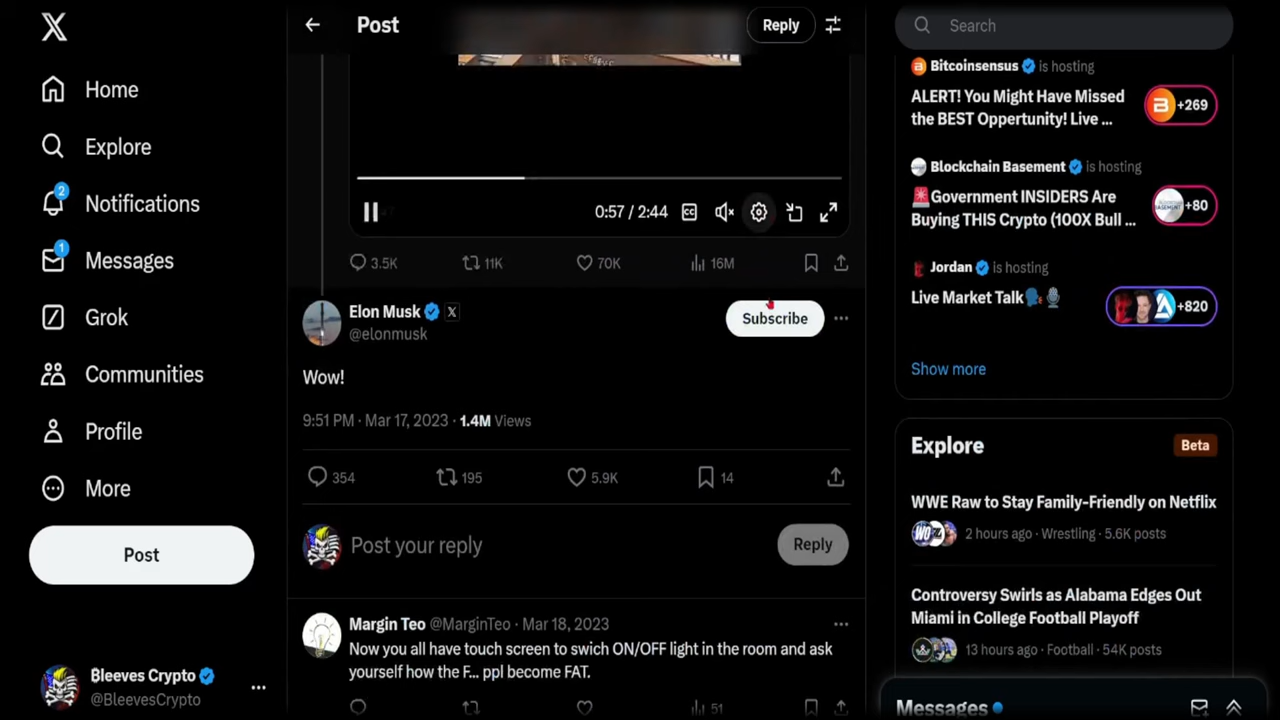 Post
Reply
Search
Home
Explore
2
Notifications
1
Messages
Grok
Communities
Profile
More
Post
Bleeves Crypto
@BleevesCrypto
0:57 / 2:44
CC
3.5K
11K
70K
16M
Elon Musk
@elonmusk
Subscribe
Wow!
9:51 PM · Mar 17, 2023 · 1.4M Views
354
195
5.9K
14
Post your reply
Reply
Margin Teo @MarginTeo · Mar 18, 2023
Now you all have touch screen to swich ON/OFF light in the room and ask
yourself how the F... ppl become FAT.
51
Bitcoinsensus is hosting
ALERT! You Might Have Missed
the BEST Opportunity! Live ...
+269
Blockchain Basement is hosting
Government INSIDERS Are
Buying THIS Crypto (100X Bull ...
+80
Jordan is hosting
Live Market Talk
+820
Show more
Explore
Beta
WWE Raw to Stay Family-Friendly on Netflix
2 hours ago · Wrestling · 5.6K posts
Controversy Swirls as Alabama Edges Out
Miami in College Football Playoff
13 hours ago · Football · 54K posts
Messages